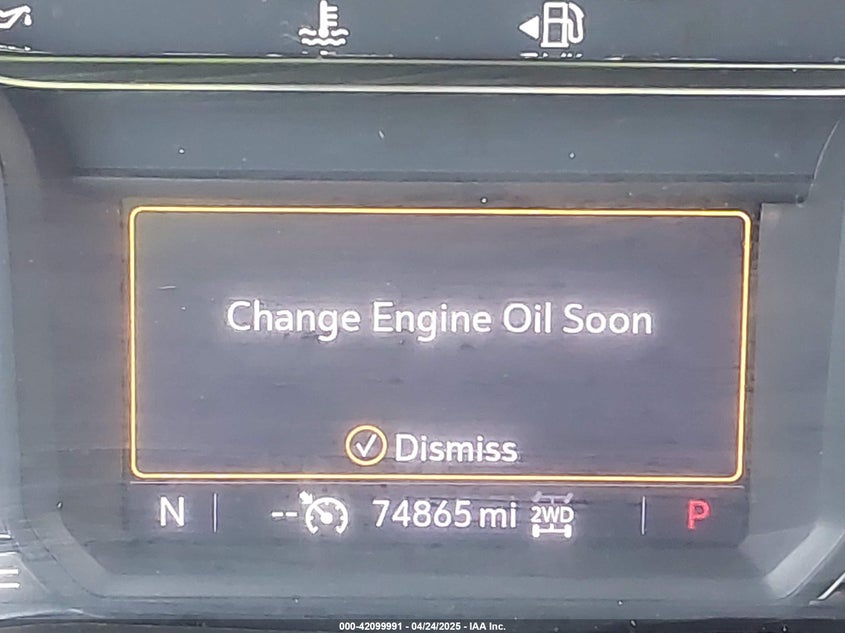 Change Engine Oil Soon
Dismiss
N -- 74865 mi 2WD P
000-42099991 - 04/24/2025 - IAA Inc.